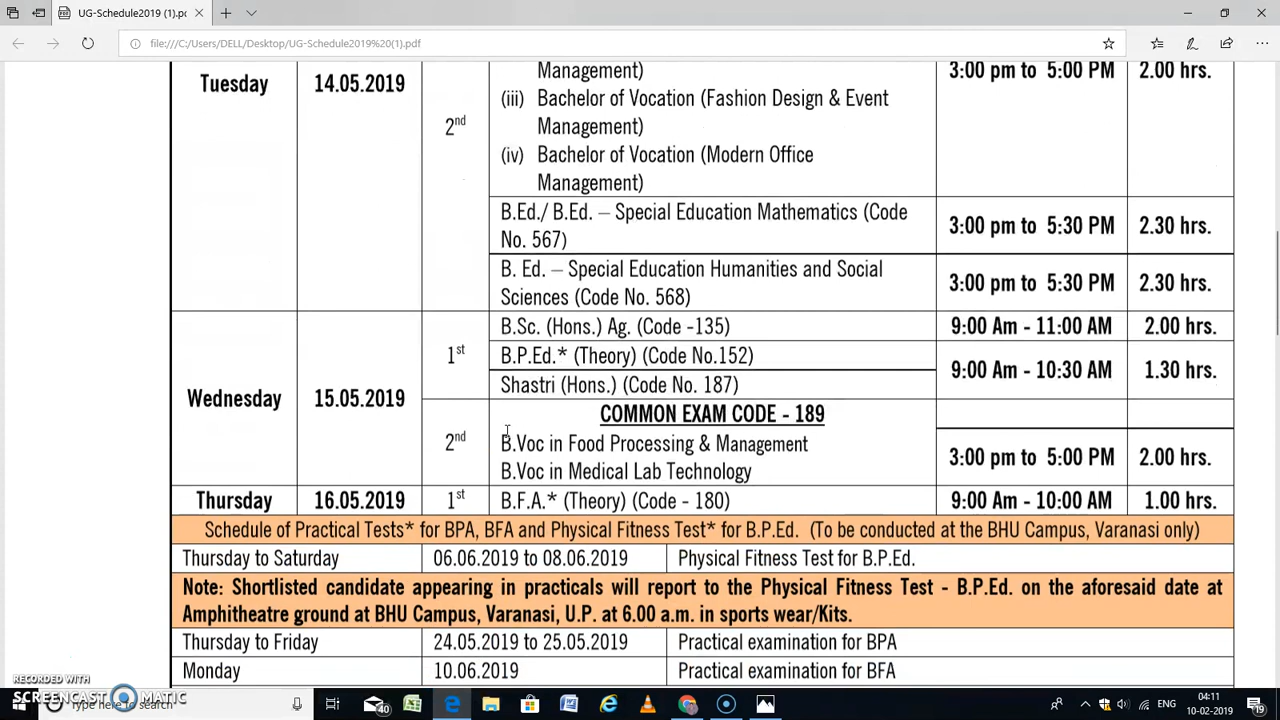 UG-Schedule2019 (1).pc
file:///C:/Users/DELL/Desktop/UG-Schedule2019%20(1).pdf
Tuesday 14.05.2019 2nd Management) 3:00 pm to 5:00 PM 2.00 hrs.
(iii) Bachelor of Vocation (Fashion Design & Event
Management)
(iv) Bachelor of Vocation (Modern Office
Management)
B.Ed./ B.Ed. – Special Education Mathematics (Code
No. 567) 3:00 pm to 5:30 PM 2.30 hrs.
B. Ed. – Special Education Humanities and Social
Sciences (Code No. 568) 3:00 pm to 5:30 PM 2.30 hrs.
Wednesday 15.05.2019 1st B.Sc. (Hons.) Ag. (Code -135) 9:00 Am - 11:00 AM 2.00 hrs.
B.P.Ed.* (Theory) (Code No.152) 9:00 Am - 10:30 AM 1.30 hrs.
Shastri (Hons.) (Code No. 187)
2nd COMMON EXAM CODE - 189
B.Voc in Food Processing & Management 3:00 pm to 5:00 PM 2.00 hrs.
B.Voc in Medical Lab Technology
Thursday 16.05.2019 1st B.F.A.* (Theory) (Code - 180) 9:00 Am - 10:00 AM 1.00 hrs.
Schedule of Practical Tests* for BPA, BFA and Physical Fitness Test* for B.P.Ed. (To be conducted at the BHU Campus, Varanasi only)
Thursday to Saturday 06.06.2019 to 08.06.2019 Physical Fitness Test for B.P.Ed.
Note: Shortlisted candidate appearing in practicals will report to the Physical Fitness Test - B.P.Ed. on the aforesaid date at
Amphitheatre ground at BHU Campus, Varanasi, U.P. at 6.00 a.m. in sports wear/Kits.
Thursday to Friday 24.05.2019 to 25.05.2019 Practical examination for BPA
Monday 10.06.2019 Practical examination for BFA
RECORDED WITH
SCREENCAST MATIC
Type here to search
40
ENG
04:11
10-02-2019
19